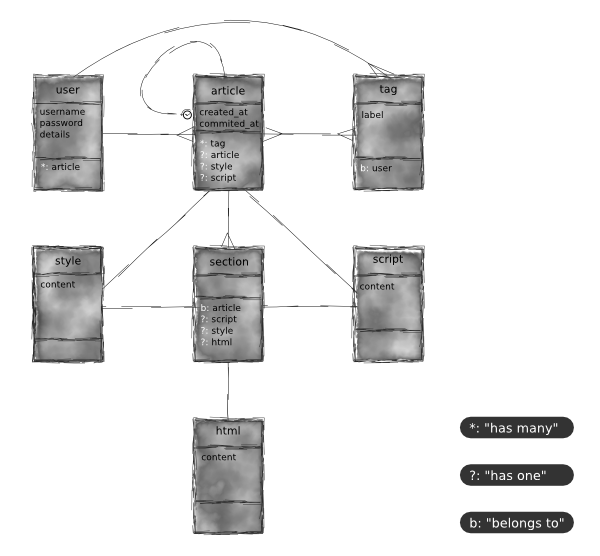 user
username
password
details
*: article
article
created_at
commited_at
*: tag
?: article
?: style
?: script
tag
label
b: user
style
content
section
b: article
?: script
?: style
?: html
script
content
html
content
*: "has many"
?: "has one"
b: "belongs to"